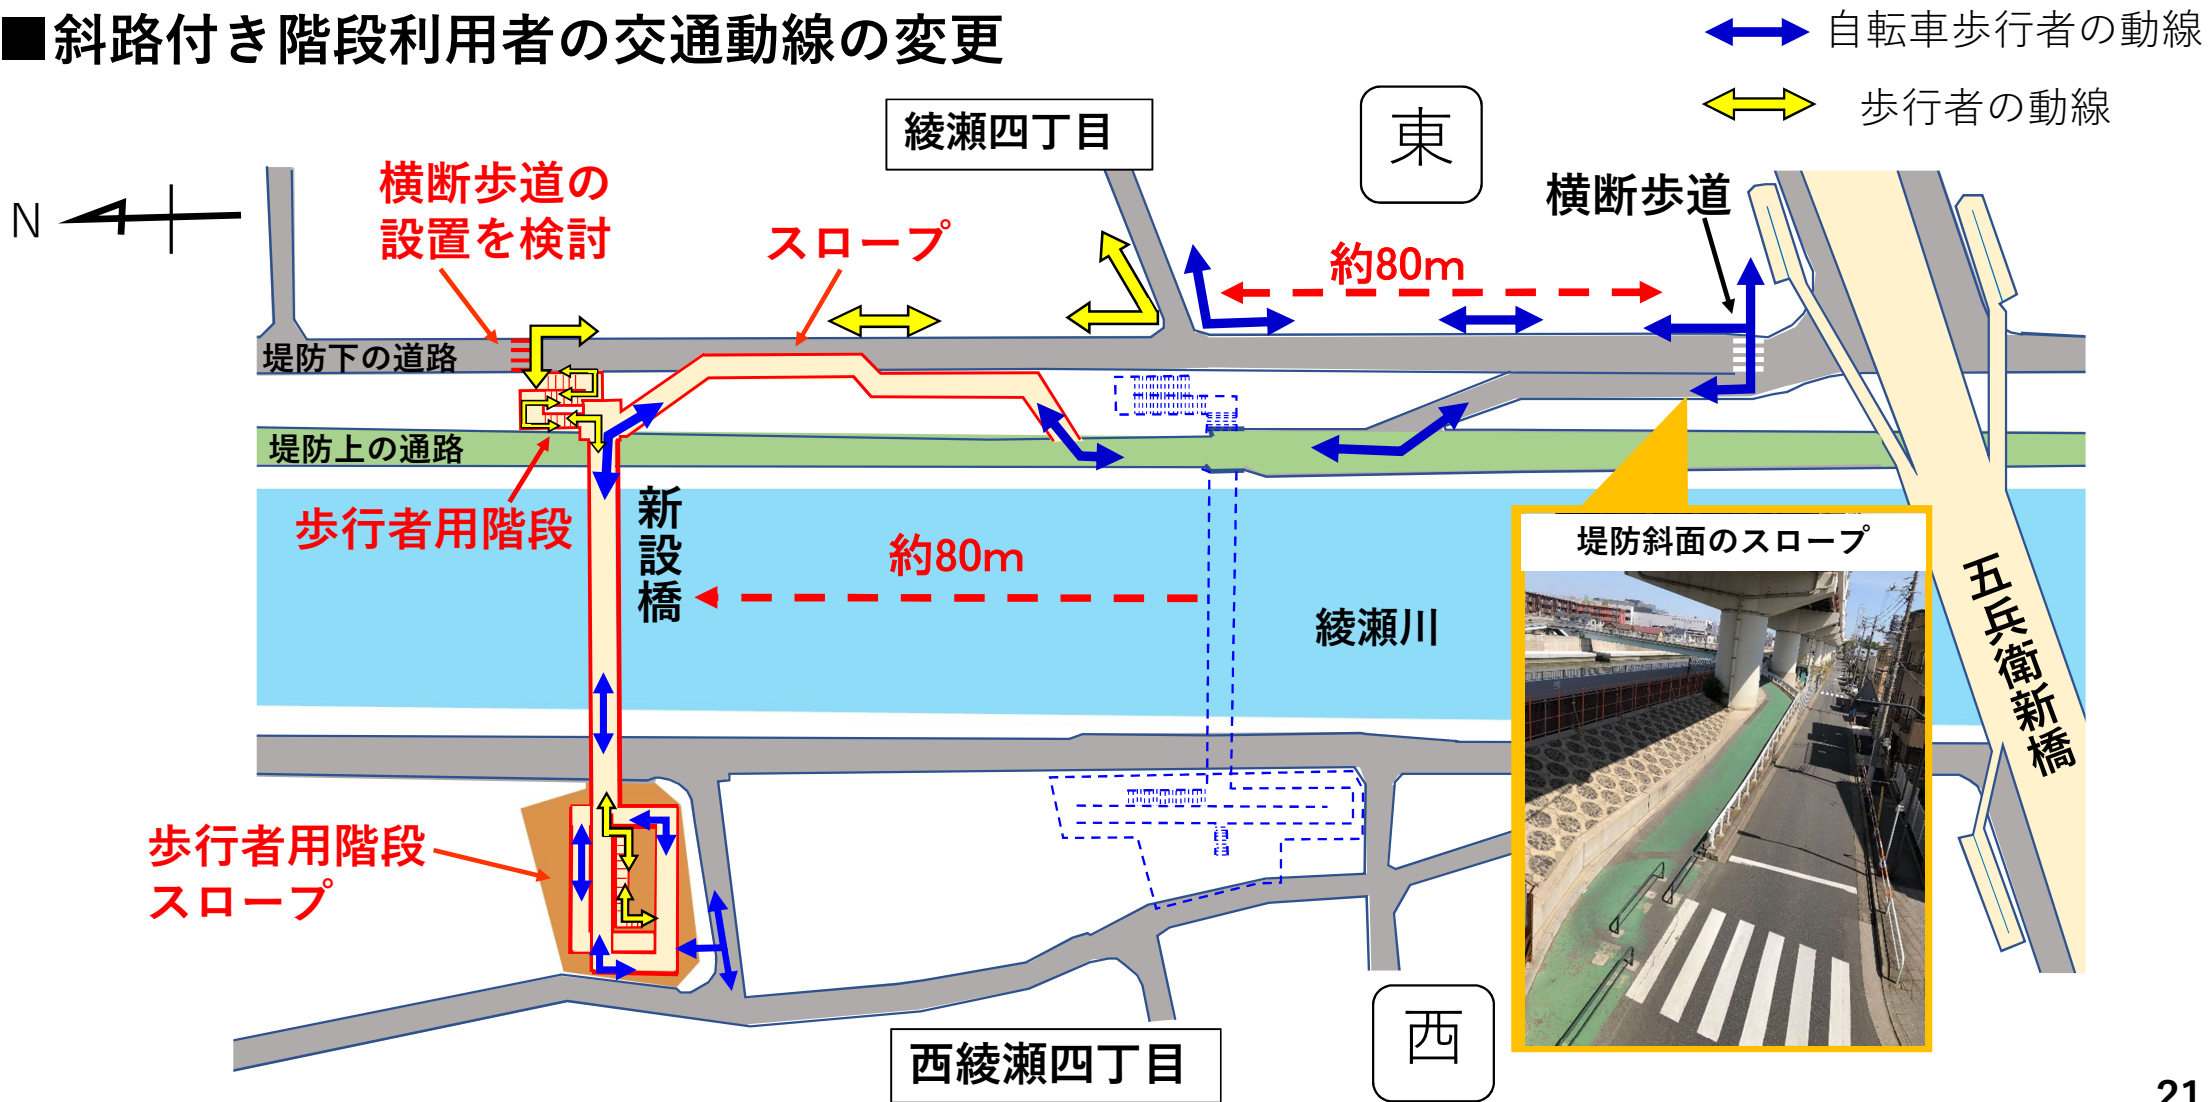 ■斜路付き階段利用者の交通動線の変更
自転車歩行者の動線
歩行者の動線
綾瀬四丁目
東
横断歩道の
設置を検討
スロープ
約80m
横断歩道
N
堤防下の道路
堤防上の通路
歩行者用階段
新設橋
約80m
綾瀬川
堤防斜面のスロープ
五兵衛新橋
歩行者用階段
スロープ
西綾瀬四丁目
西
21